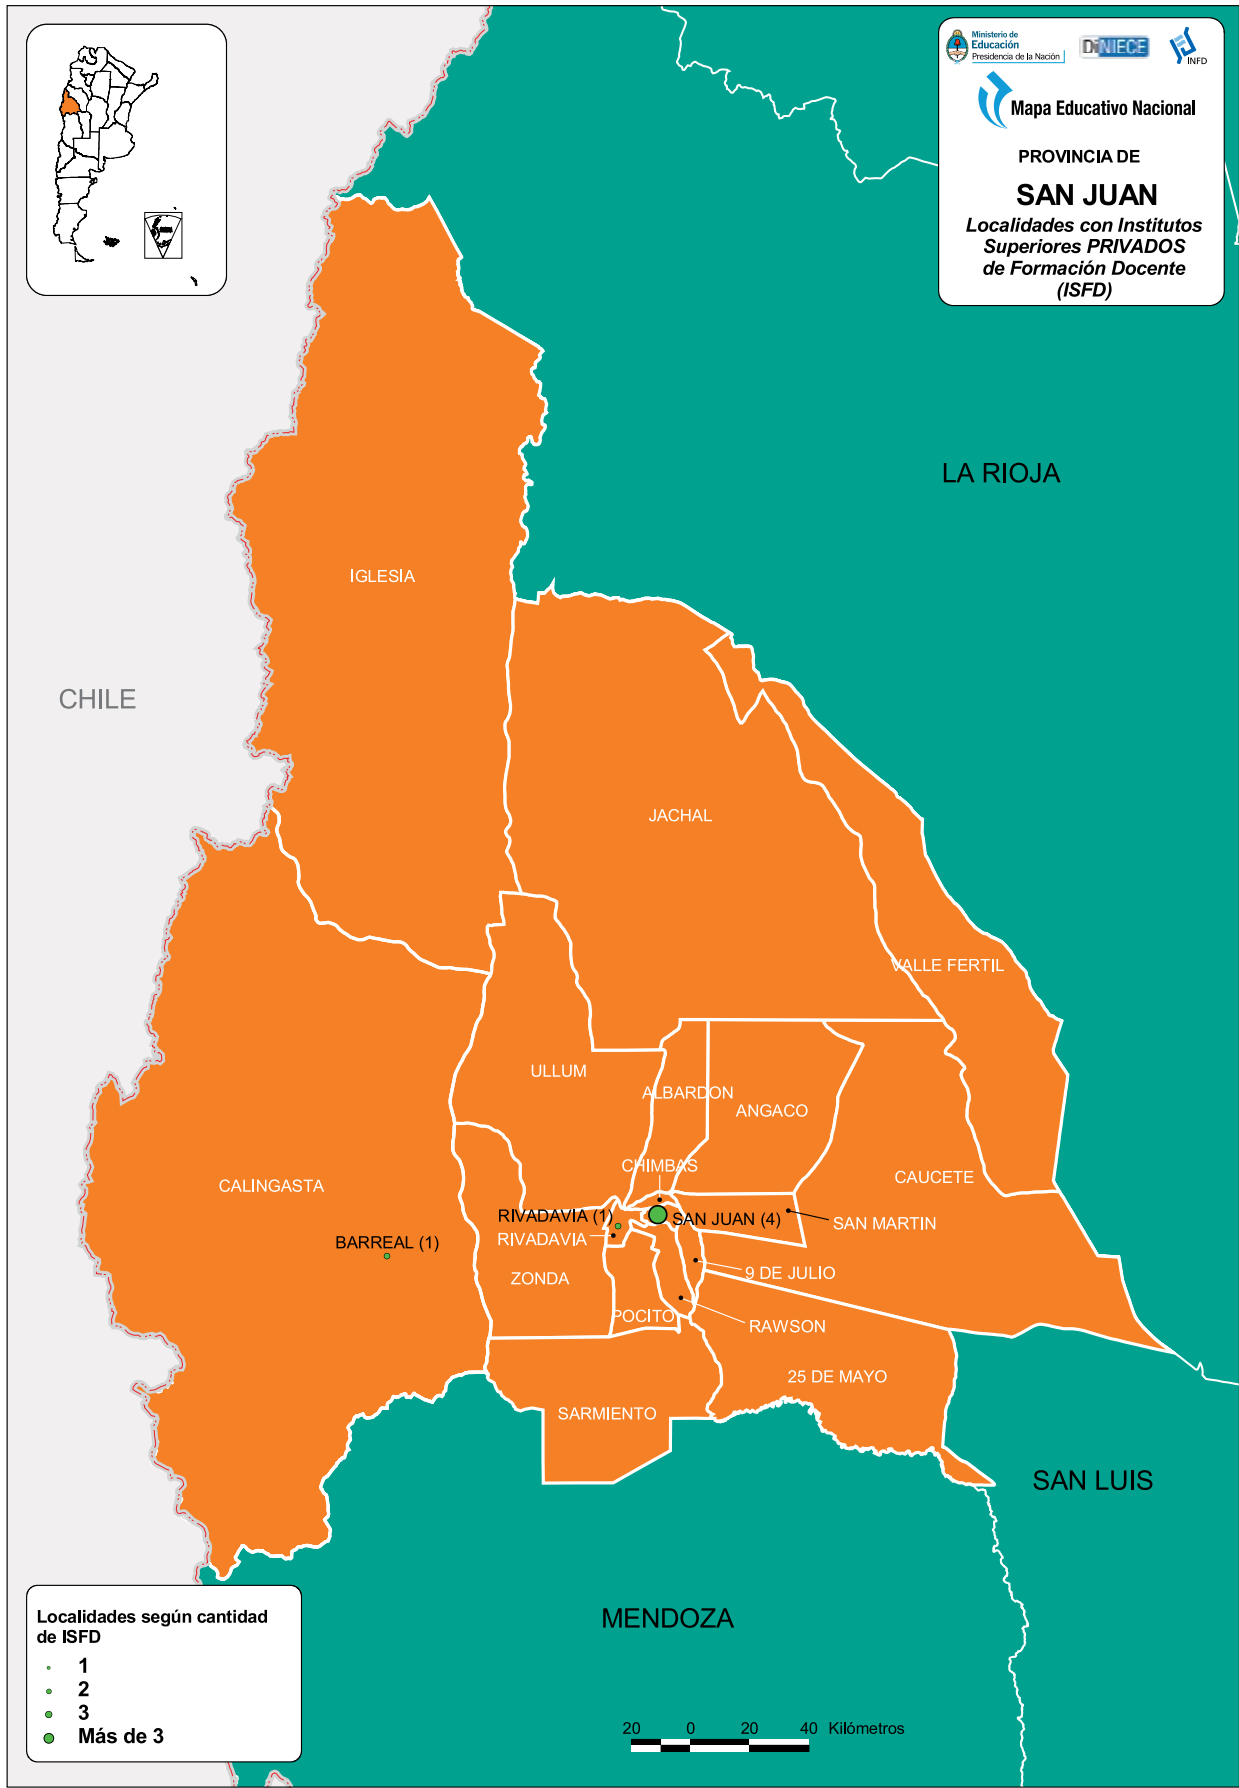 Ministerio de
Educación
Presidencia de la Nación
DiNIECE
INFD
Mapa Educativo Nacional
PROVINCIA DE
SAN JUAN
Localidades con Institutos
Superiores PRIVADOS
de Formación Docente
(ISFD)
LA RIOJA
IGLESIA
CHILE
JACHAL
VALLE FERTIL
ULLUM
ALBARDON
ANGACO
CHIMBAS
CAUCETE
CALINGASTA
RIVADAVIA (1)
SAN JUAN (4)
SAN MARTIN
RIVADAVIA
BARREAL (1)
ZONDA
9 DE JULIO
POCITO
RAWSON
25 DE MAYO
SARMIENTO
SAN LUIS
MENDOZA
Localidades según cantidad
de ISFD
1
2
3
Más de 3
20 0 20 40 Kilómetros